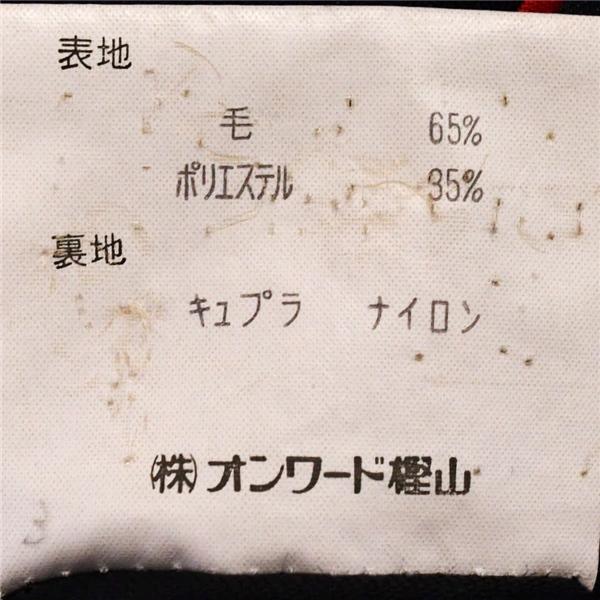 表地
毛 65%
ポリエステル 35%
裏地
キュプラ ナイロン
(株)オンワード樫山